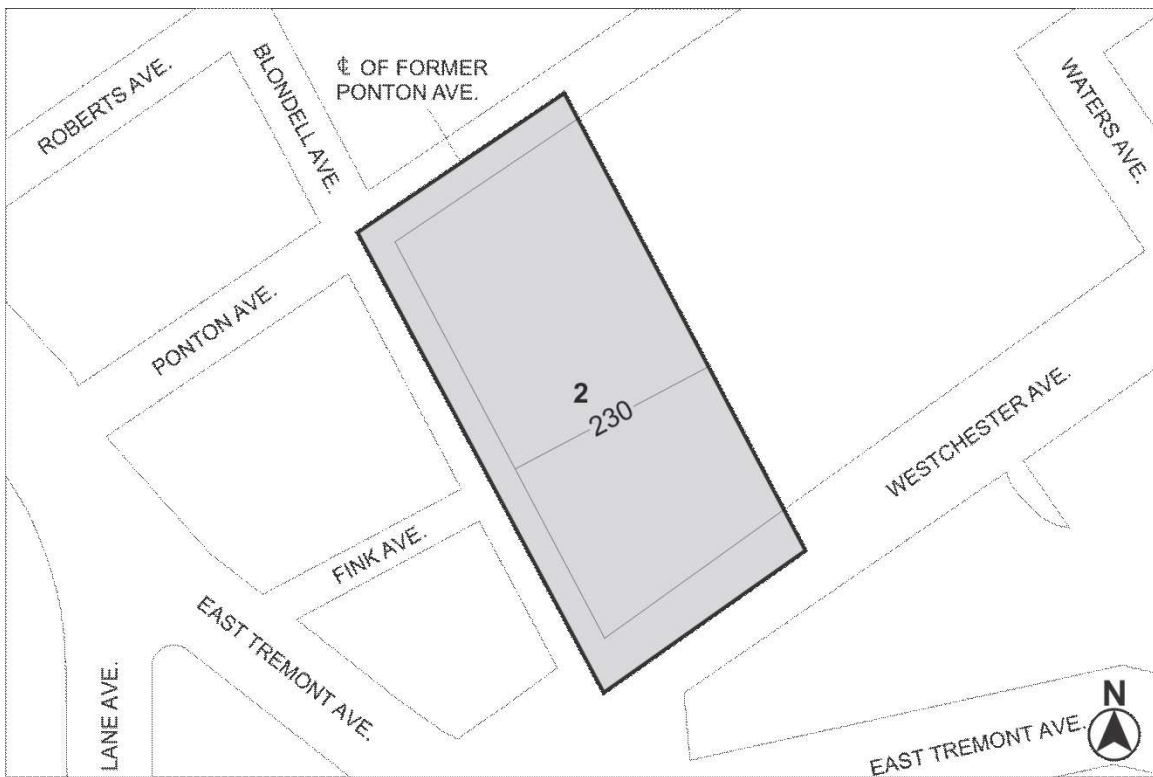 ROBERTS AVE.
BLONDELL AVE.
℄ OF FORMER
PONTON AVE.
WATERS AVE.
PONTON AVE.
2
230
WESTCHESTER AVE.
FINK AVE.
EAST TREMONT AVE.
LANE AVE.
EAST TREMONT AVE.
N